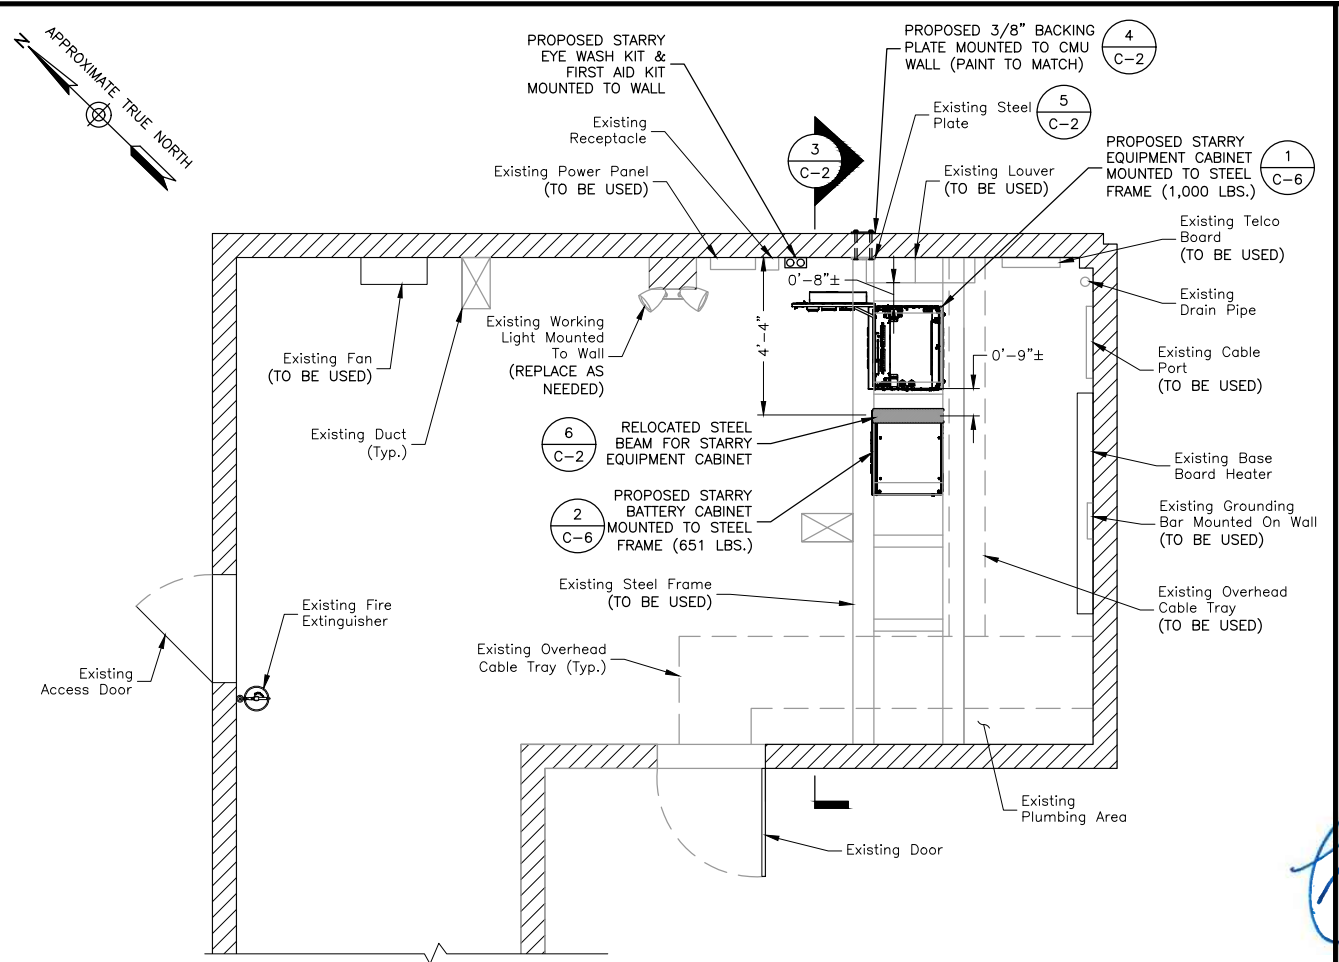 N
APPROXIMATE TRUE NORTH
PROPOSED STARRY
EYE WASH KIT &
FIRST AID KIT
MOUNTED TO WALL
PROPOSED 3/8" BACKING
PLATE MOUNTED TO CMU
WALL (PAINT TO MATCH)
4
C-2
Existing Steel
Plate
5
C-2
Existing
Receptacle
3
C-2
PROPOSED STARRY
EQUIPMENT CABINET
MOUNTED TO STEEL
FRAME (1,000 LBS.)
1
C-6
Existing Power Panel
(TO BE USED)
Existing Louver
(TO BE USED)
Existing Telco
Board
(TO BE USED)
0'-8"±
Existing
Drain Pipe
Existing Working
Light Mounted
To Wall
(REPLACE AS
NEEDED)
4'-4"
0'-9"±
Existing Fan
(TO BE USED)
Existing Cable
Port
(TO BE USED)
Existing Duct
(Typ.)
6
C-2
RELOCATED STEEL
BEAM FOR STARRY
EQUIPMENT CABINET
Existing Base
Board Heater
2
C-6
PROPOSED STARRY
BATTERY CABINET
MOUNTED TO STEEL
FRAME (651 LBS.)
Existing Grounding
Bar Mounted On Wall
(TO BE USED)
Existing Steel Frame
(TO BE USED)
Existing Overhead
Cable Tray
(TO BE USED)
Existing Fire
Extinguisher
Existing Overhead
Cable Tray (Typ.)
Existing
Access Door
Existing
Plumbing Area
Existing Door